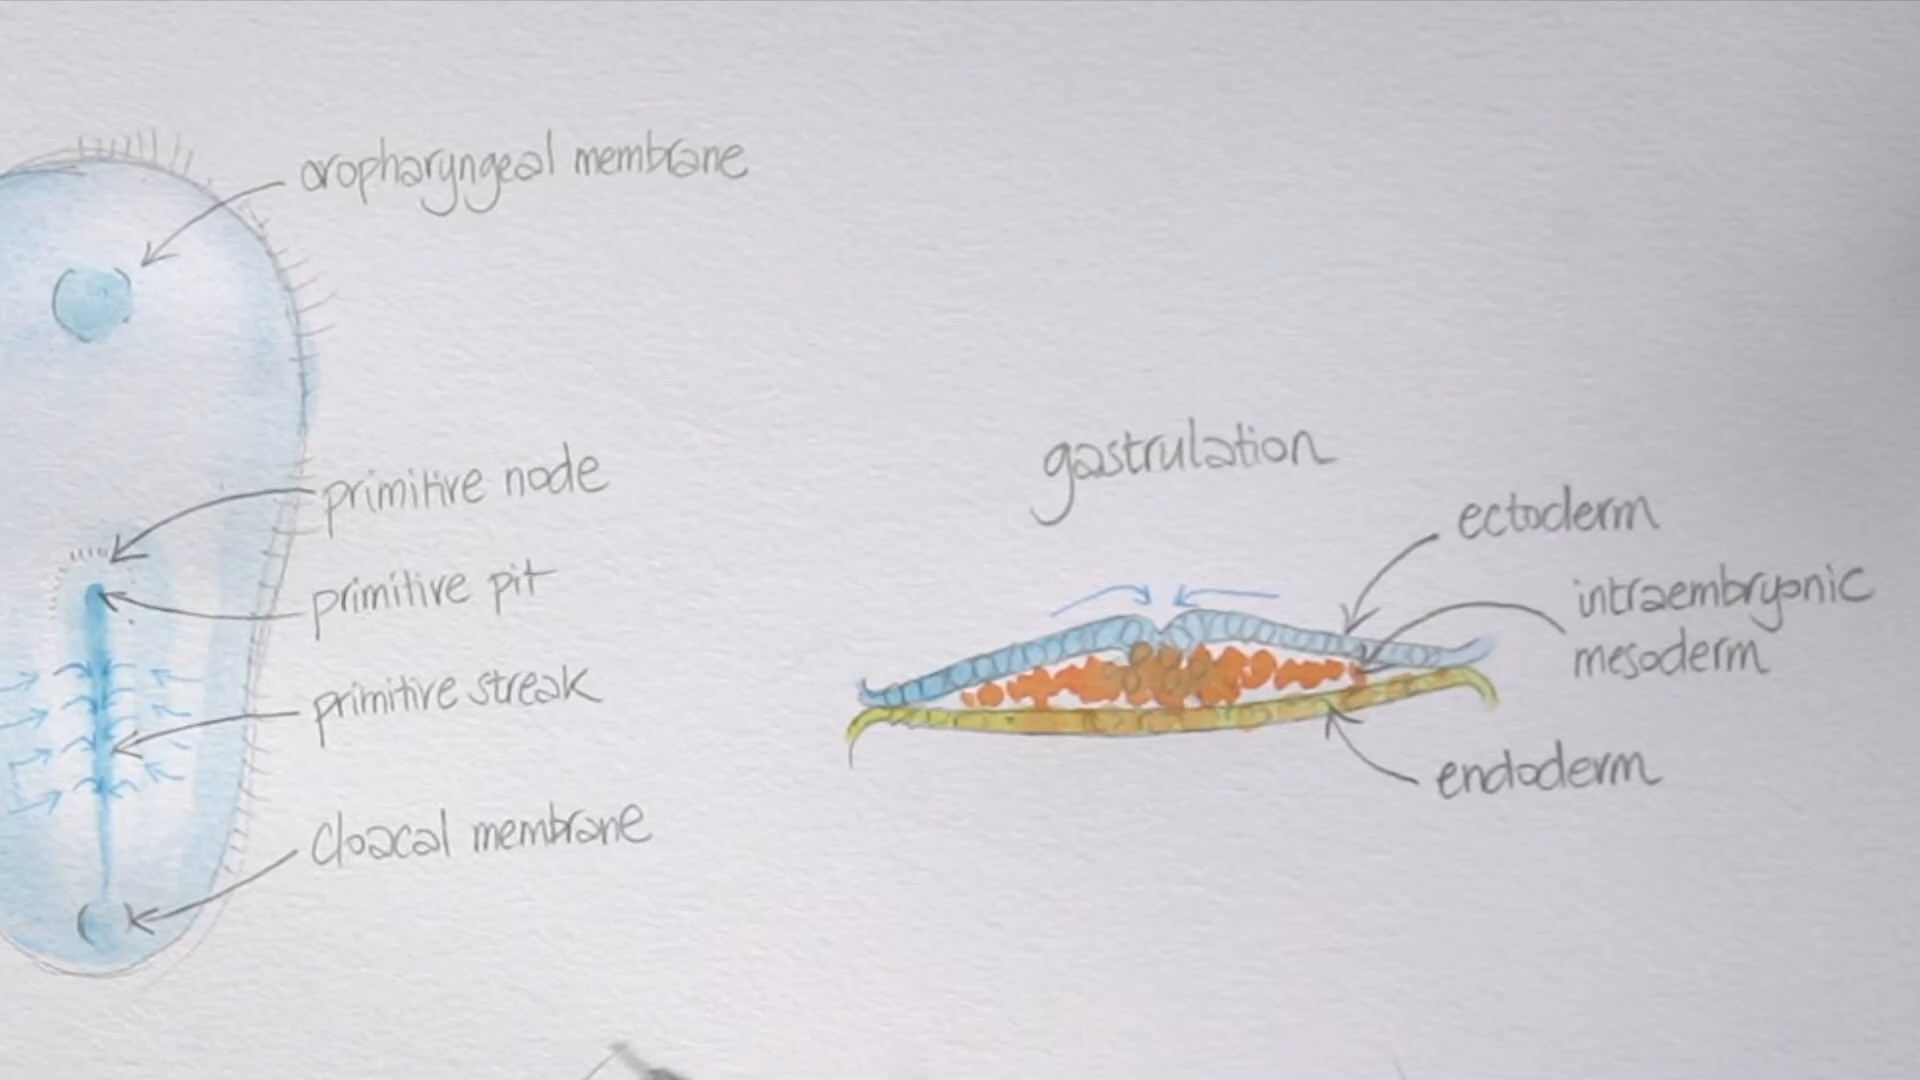 oropharyngeal membrane
primitive node
primitive pit
primitive streak
cloacal membrane
gastrulation
ectoderm
intraembryonic
mesoderm
endoderm